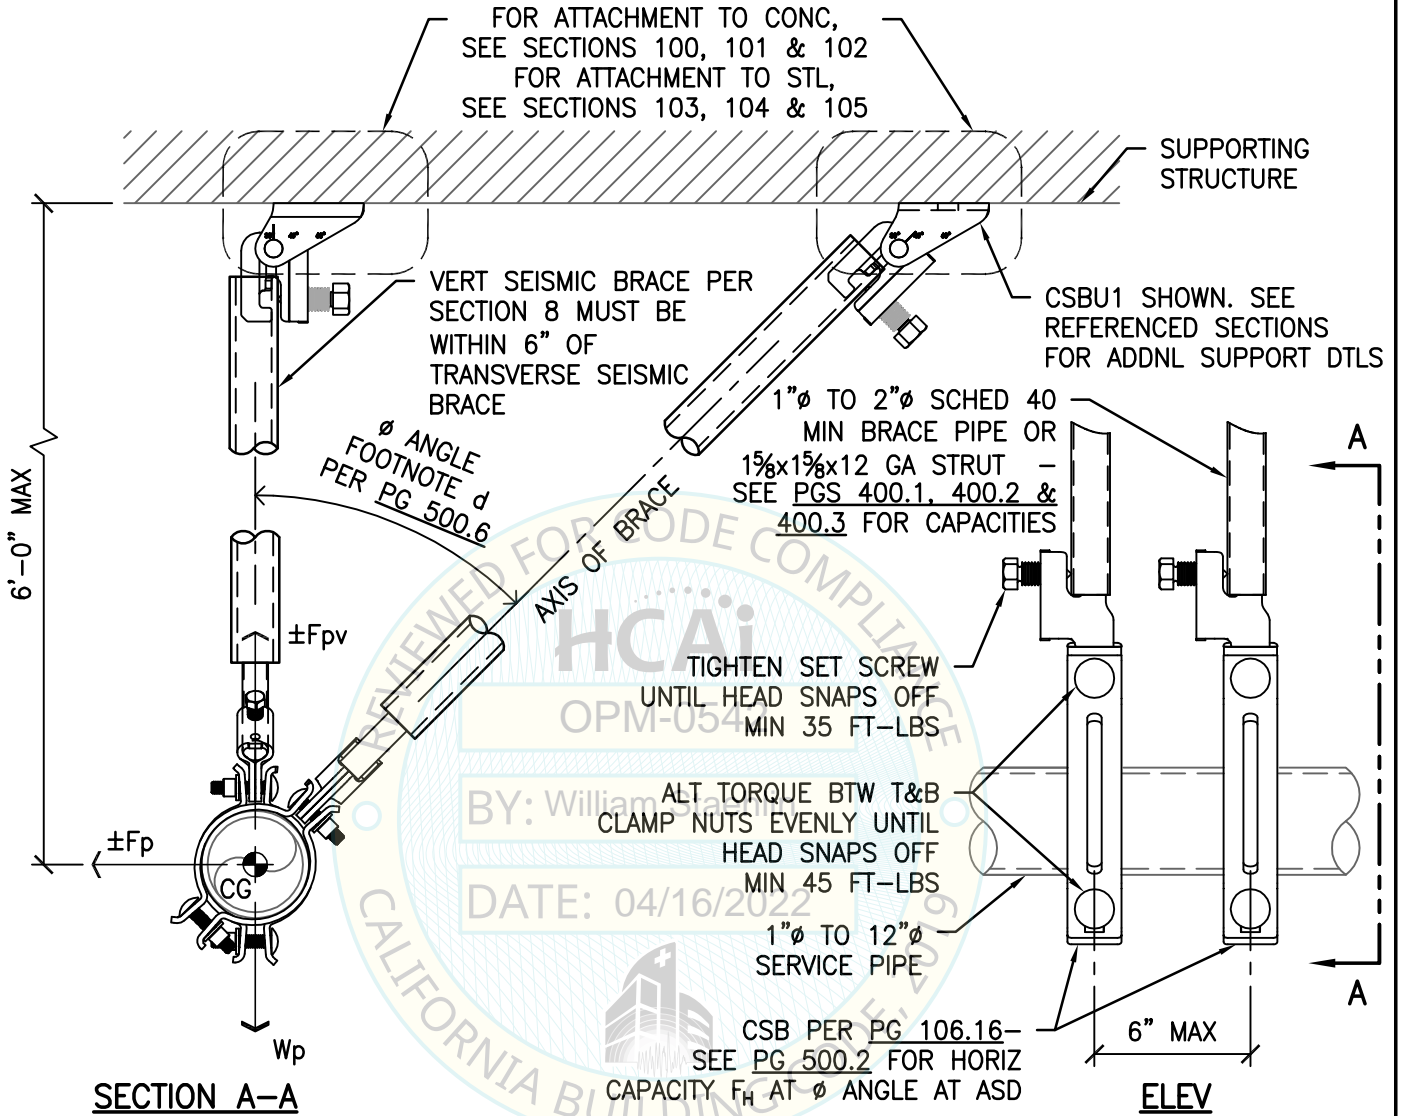 FOR ATTACHMENT TO CONC,
SEE SECTIONS 100, 101 & 102
FOR ATTACHMENT TO STL,
SEE SECTIONS 103, 104 & 105
SUPPORTING
STRUCTURE
VERT SEISMIC BRACE PER
SECTION 8 MUST BE
WITHIN 6” OF
TRANSVERSE SEISMIC
BRACE
CSBU1 SHOWN. SEE
REFERENCED SECTIONS
FOR ADDNL SUPPORT DTLS
6’-0” MAX
ø ANGLE
FOOTNOTE d
PER PG 500.6
AXIS OF BRACE
1”ø TO 2”ø SCHED 40
MIN BRACE PIPE OR
1⅝x1⅝x12 GA STRUT –
SEE PGS 400.1, 400.2 &
400.3 FOR CAPACITIES
A
±Fpv
TIGHTEN SET SCREW
UNTIL HEAD SNAPS OFF
MIN 35 FT–LBS
ALT TORQUE BTW T&B
CLAMP NUTS EVENLY UNTIL
HEAD SNAPS OFF
MIN 45 FT–LBS
±Fp
CG
1”ø TO 12”ø
SERVICE PIPE
A
Wp
CSB PER PG 106.16–
SEE PG 500.2 FOR HORIZ
CAPACITY FH AT ø ANGLE AT ASD
6” MAX
SECTION A–A
ELEV
REVIEWED FOR CODE COMPLIANCE
HCAi
OPM-0542
BY: William Staehlin
DATE: 04/16/2022
CALIFORNIA BUILDING CODE, 2019